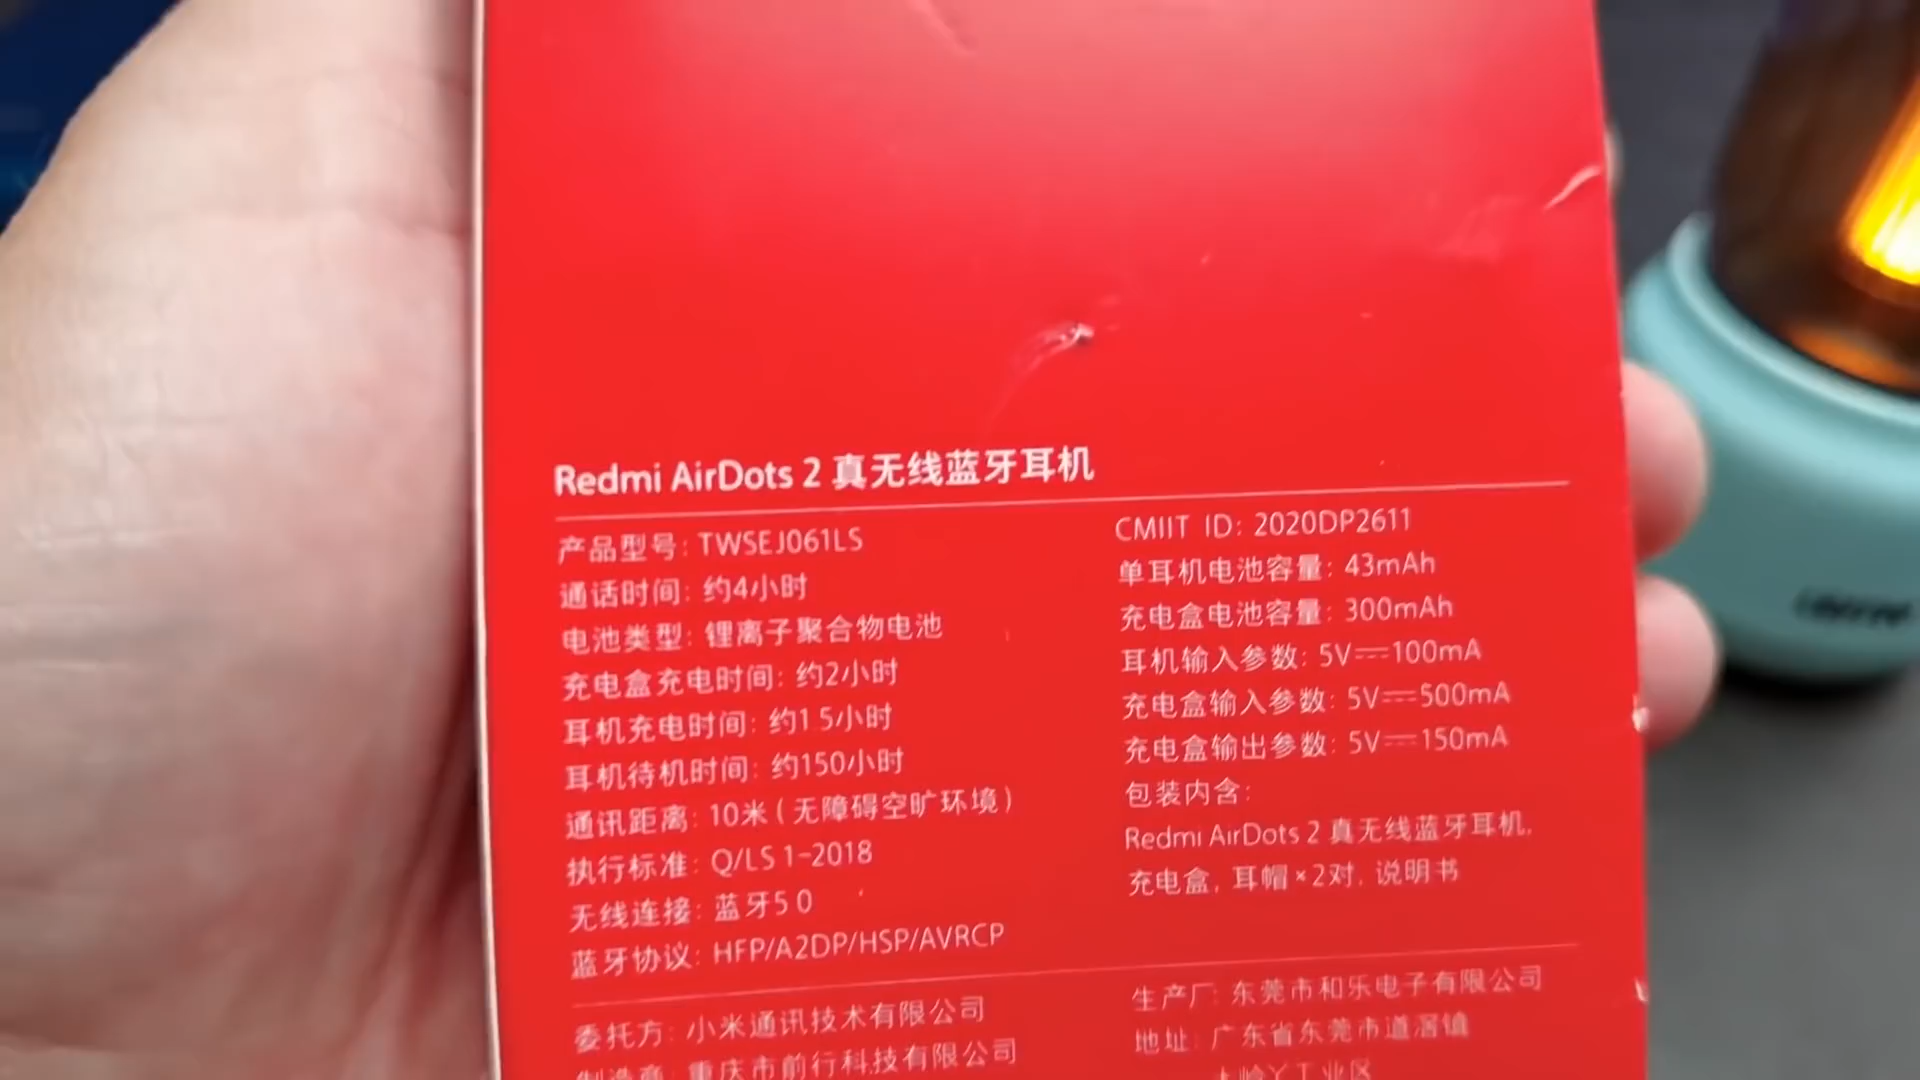 Redmi AirDots 2 真无线蓝牙耳机
产品型号: TWSEJ061LS
通话时间: 约4小时
电池类型: 锂离子聚合物电池
充电盒充电时间: 约2小时
耳机充电时间: 约1.5小时
耳机待机时间: 约150小时
通讯距离: 10米 (无障碍空旷环境)
执行标准: Q/LS 1-2018
无线连接: 蓝牙5.0
蓝牙协议: HFP/A2DP/HSP/AVRCP
CMIIT ID: 2020DP2611
单耳机电池容量: 43mAh
充电盒电池容量: 300mAh
耳机输入参数: 5V⎓100mA
充电盒输入参数: 5V⎓500mA
充电盒输出参数: 5V⎓150mA
包装内含:
Redmi AirDots 2 真无线蓝牙耳机,
充电盒, 耳帽×2对, 说明书
委托方: 小米通讯技术有限公司
制造商: 重庆市前行科技有限公司
生产厂: 东莞市和乐电子有限公司
地址: 广东省东莞市道滘镇
大岭丫工业区